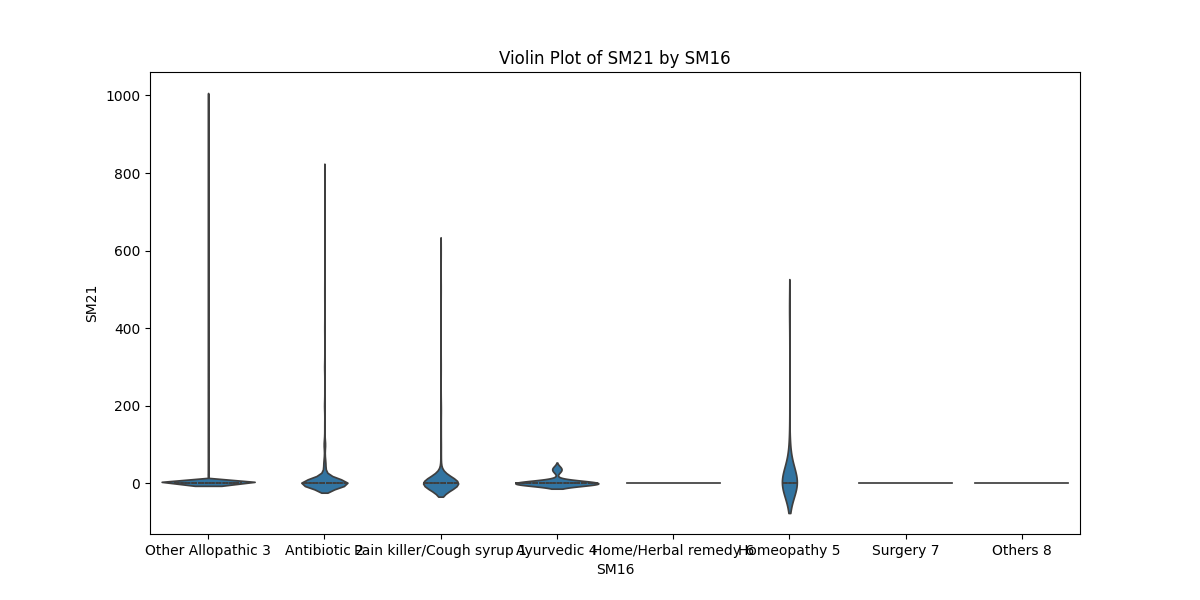 Violin Plot of SM21 by SM16
1000
800
600
400
200
0
SM21
Other Allopathic 3 Antibiotic 2 Pain killer/Cough syrup 1 Ayurvedic 4 Home/Herbal remedy 6 Homeopathy 5 Surgery 7 Others 8
SM16